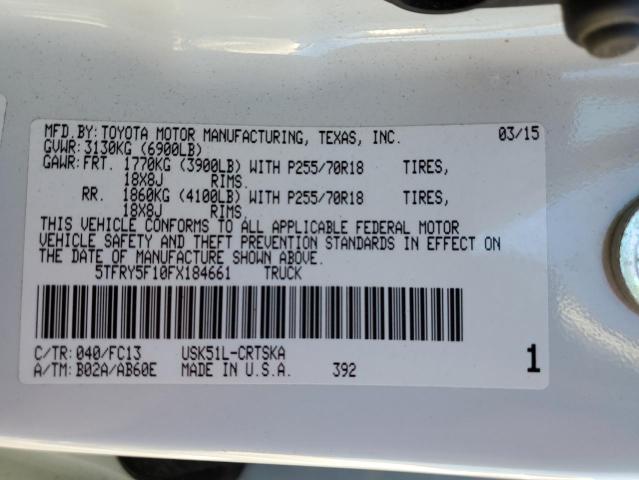 MFD.BY:TOYOTA MOTOR MANUFACTURING, TEXAS, INC. 03/15
GVWR:3130KG (6900LB)
GAWR:FRT. 1770KG (3900LB) WITH P255/70R18 TIRES,
18X8J RIMS.
RR. 1860KG (4100LB) WITH P255/70R18 TIRES,
18X8J RIMS,
THIS VEHICLE CONFORMS TO ALL APPLICABLE FEDERAL MOTOR
VEHICLE SAFETY AND THEFT PREVENTION STANDARDS IN EFFECT ON
THE DATE OF MANUFACTURE SHOWN ABOVE.
5TFRY5F10FX184661 TRUCK
C/TR:040/FC13 USK51L-CRTSKA 1
A/TM:B02A/AB60E MADE IN U.S.A. 392